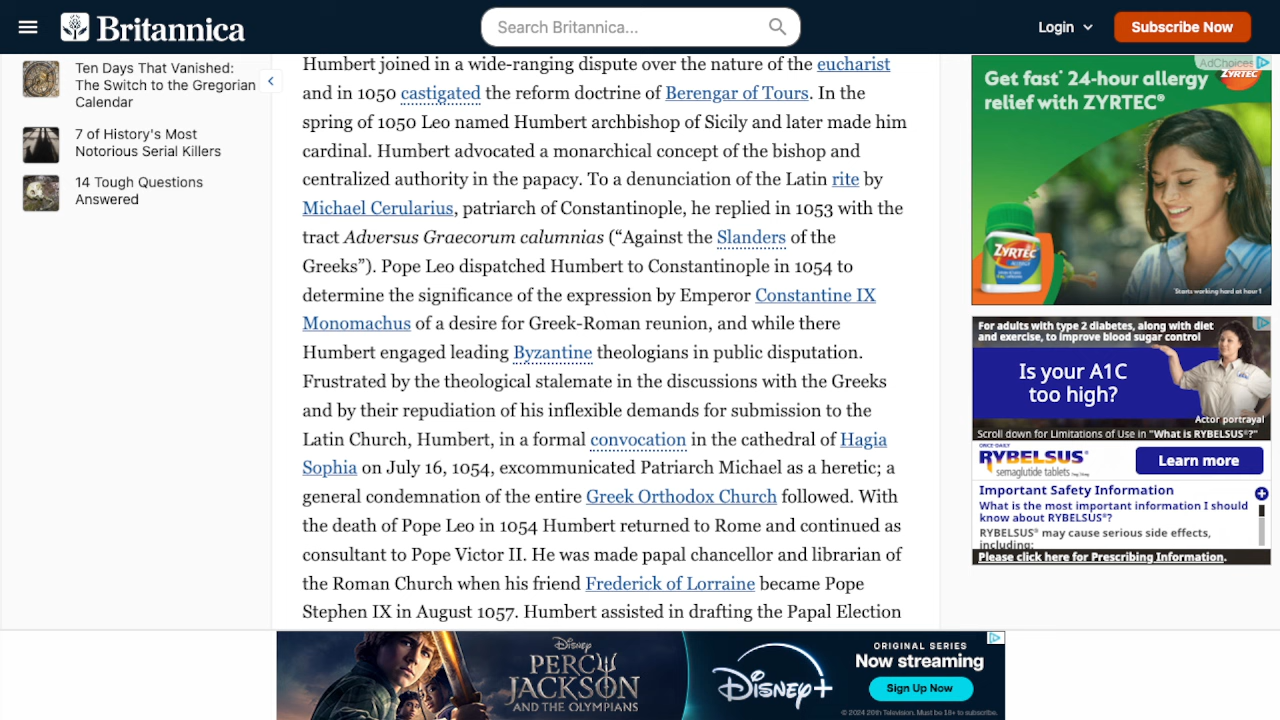 Britannica
Search Britannica...
Login
Subscribe Now
Ten Days That Vanished:
The Switch to the Gregorian
Calendar
7 of History's Most
Notorious Serial Killers
14 Tough Questions
Answered
Humbert joined in a wide-ranging dispute over the nature of the eucharist
and in 1050 castigated the reform doctrine of Berengar of Tours. In the
spring of 1050 Leo named Humbert archbishop of Sicily and later made him
cardinal. Humbert advocated a monarchical concept of the bishop and
centralized authority in the papacy. To a denunciation of the Latin rite by
Michael Cerularius, patriarch of Constantinople, he replied in 1053 with the
tract Adversus Graecorum calumnias (“Against the Slanders of the
Greeks”). Pope Leo dispatched Humbert to Constantinople in 1054 to
determine the significance of the expression by Emperor Constantine IX
Monomachus of a desire for Greek-Roman reunion, and while there
Humbert engaged leading Byzantine theologians in public disputation.
Frustrated by the theological stalemate in the discussions with the Greeks
and by their repudiation of his inflexible demands for submission to the
Latin Church, Humbert, in a formal convocation in the cathedral of Hagia
Sophia on July 16, 1054, excommunicated Patriarch Michael as a heretic; a
general condemnation of the entire Greek Orthodox Church followed. With
the death of Pope Leo in 1054 Humbert returned to Rome and continued as
consultant to Pope Victor II. He was made papal chancellor and librarian of
the Roman Church when his friend Frederick of Lorraine became Pope
Stephen IX in August 1057. Humbert assisted in drafting the Papal Election
AdChoices
ZYRTEC
Get fast* 24-hour allergy
relief with ZYRTEC®
ZYRTEC
Starts working hard at hour 1
For adults with type 2 diabetes, along with diet
and exercise, to improve blood sugar control
Is your A1C
too high?
Actor portrayal
Scroll down for Limitations of Use in "What is RYBELSUS®?"
ONCE-DAILY
RYBELSUS®
semaglutide tablets
Learn more
Important Safety Information
What is the most important information I should
know about RYBELSUS®?
RYBELSUS® may cause serious side effects,
including:
Please click here for Prescribing Information.
Disney
PERCY
JACKSON
AND THE OLYMPIANS
Disney+
ORIGINAL SERIES
Now streaming
Sign Up Now
© 2024 20th Television. Must be 18+ to subscribe.